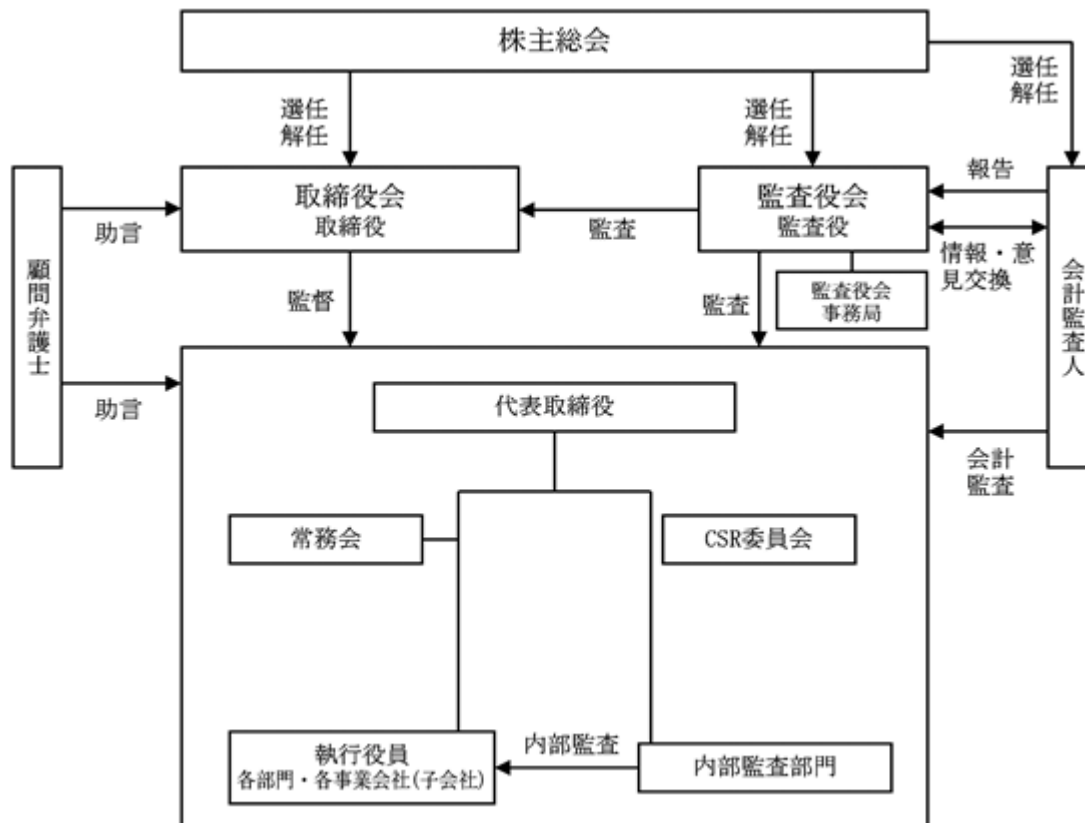 株主総会
選任
解任
選任
解任
選任
解任
取締役会
取締役
監査役会
監査役
報告
助言
監査
情報・意
見交換
顧問弁護士
監督
監査
監査役会
事務局
会計監査人
助言
代表取締役
会計
監査
常務会
CSR委員会
執行役員
各部門・各事業会社(子会社)
内部監査
内部監査部門